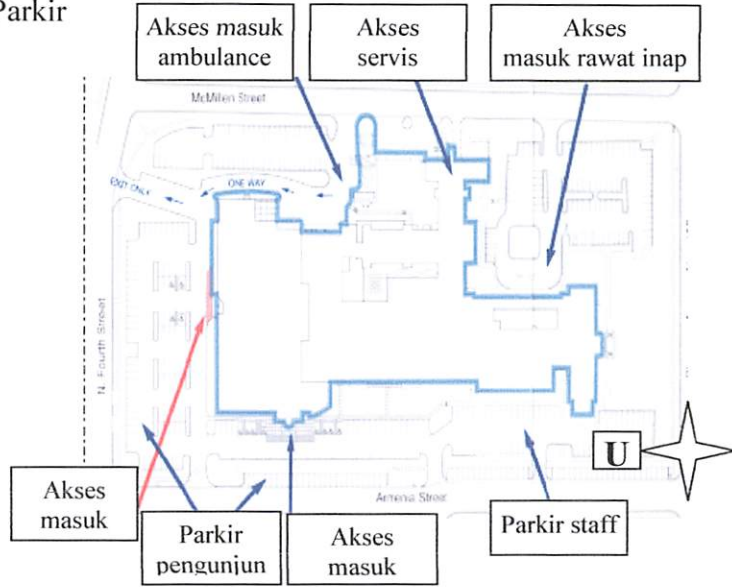 Parkir
Akses masuk
ambulance
Akses
servis
Akses
masuk rawat inap
McMillen Street
EXIT ONLY
ONE WAY
N. Fourth Street
U
Armenia Street
Akses
masuk
Parkir
pengunjun
Akses
masuk
Parkir staff